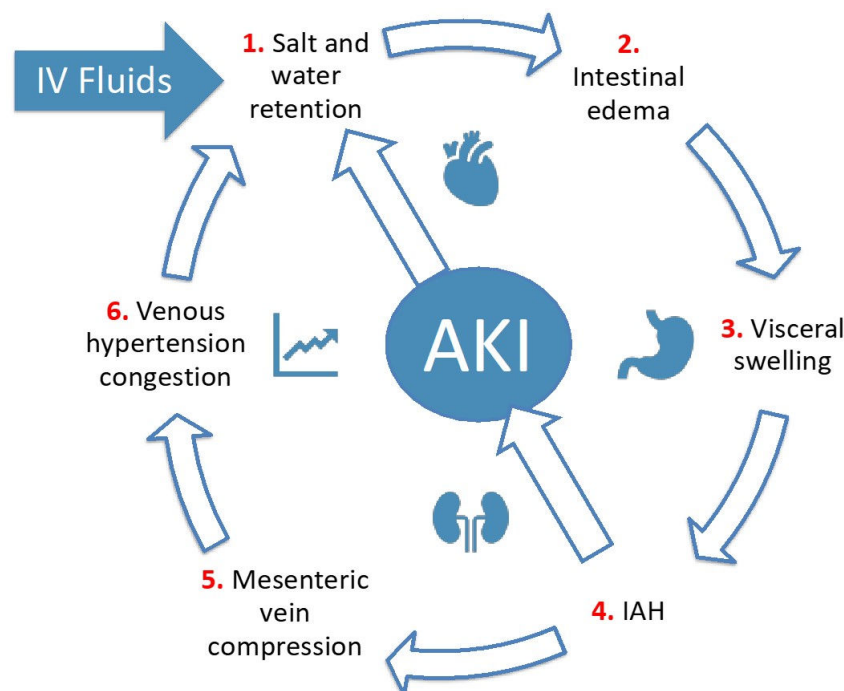 IV Fluids
1. Salt and
water
retention
2.
Intestinal
edema
3. Visceral
swelling
4. IAH
5. Mesenteric
vein
compression
6. Venous
hypertension
congestion
AKI